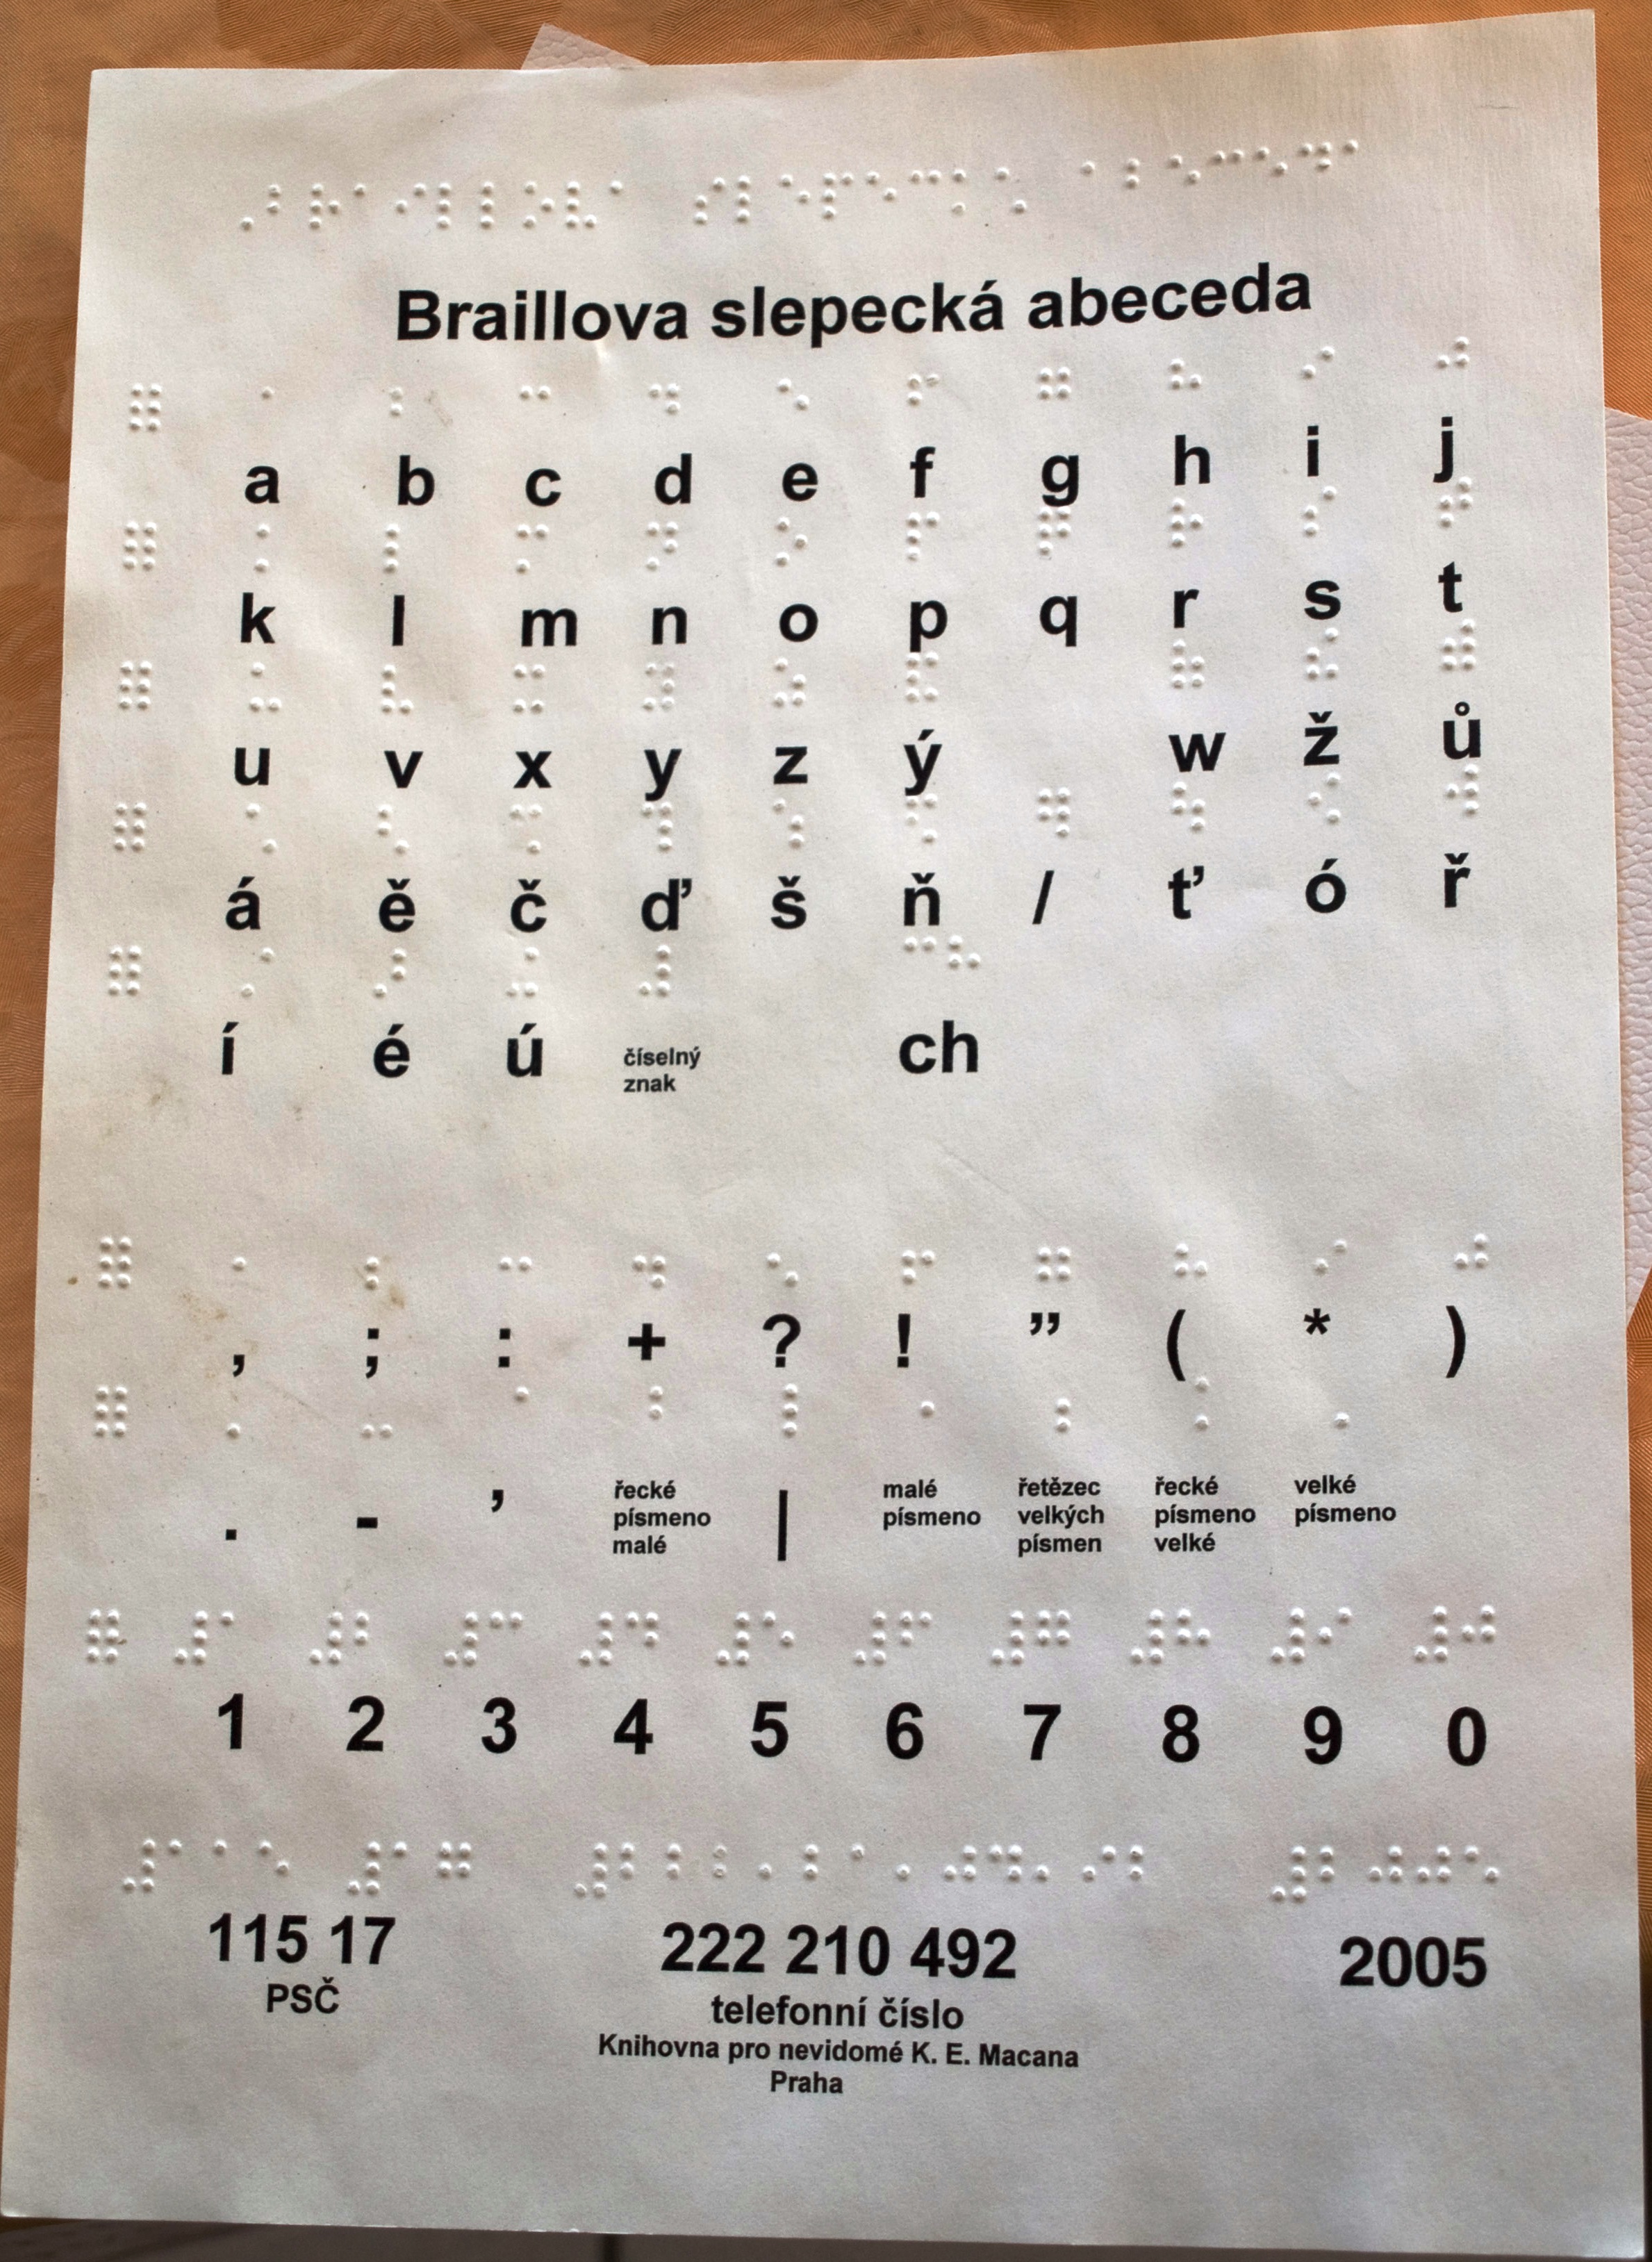 Braillova slepecká abeceda
a b c d e f g h i j
k l m n o p q r s t
u v x y z ý w ž ů
á ě č ď š ň / ť ó ř
í é ú číselný znak ch
, ; : + ? ! ” ( * )
. - ’ řecké písmeno malé | malé písmeno řetězec velkých písmen řecké písmeno velké velké písmeno
1 2 3 4 5 6 7 8 9 0
115 17 222 210 492 2005
PSČ telefonní číslo
Knihovna pro nevidomé K. E. Macana
Praha